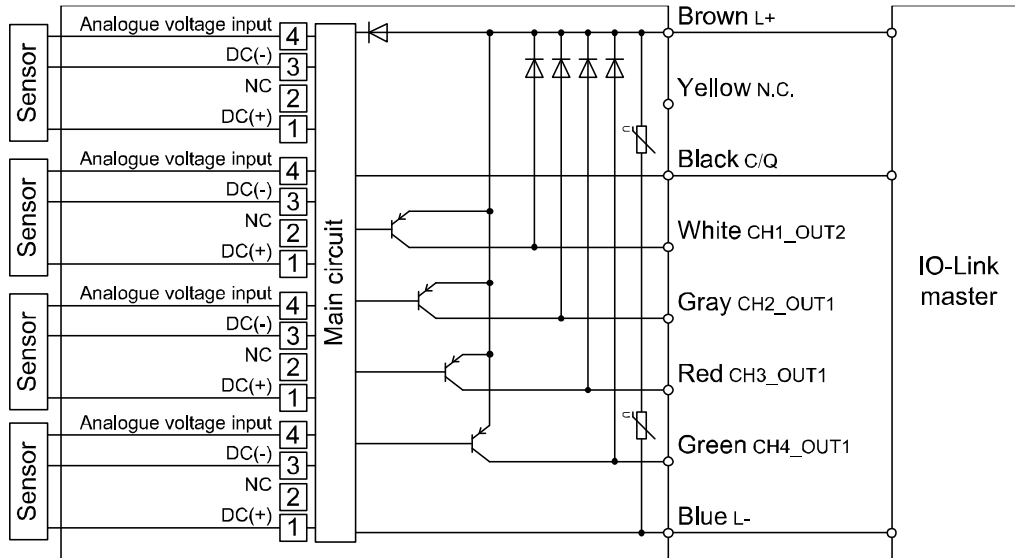 Sensor
Analogue voltage input 4
DC(-) 3
NC 2
DC(+) 1
Sensor
Analogue voltage input 4
DC(-) 3
NC 2
DC(+) 1
Sensor
Analogue voltage input 4
DC(-) 3
NC 2
DC(+) 1
Sensor
Analogue voltage input 4
DC(-) 3
NC 2
DC(+) 1
Main circuit
U
U
Brown L+
Yellow N.C.
Black C/Q
White CH1_OUT2
Gray CH2_OUT1
Red CH3_OUT1
Green CH4_OUT1
Blue L-
IO-Link
master